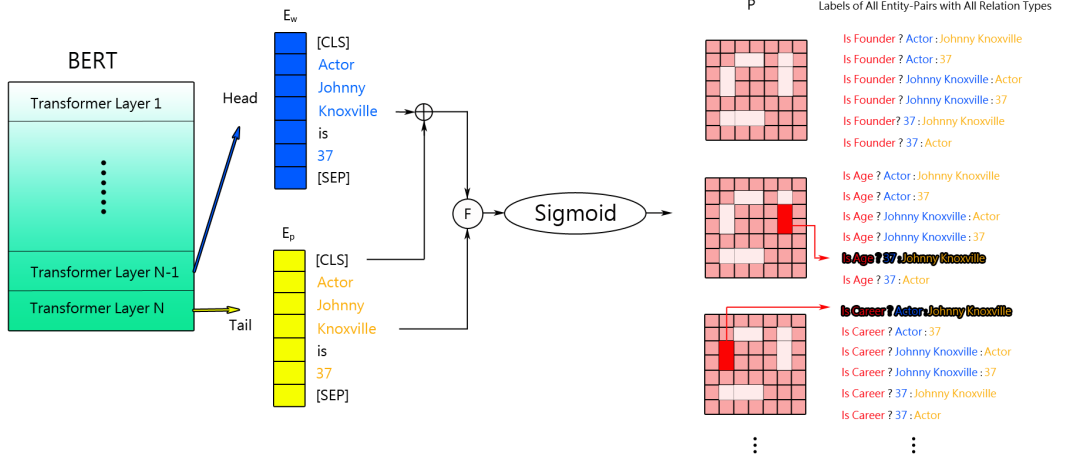 BERT
Transformer Layer 1
Transformer Layer N-1
Transformer Layer N
Head
Tail
E_w
[CLS]
Actor
Johnny
Knoxville
is
37
[SEP]
E_p
[CLS]
Actor
Johnny
Knoxville
is
37
[SEP]
F
Sigmoid
P
Labels of All Entity-Pairs with All Relation Types
Is Founder ? Actor : Johnny Knoxville
Is Founder ? Actor : 37
Is Founder ? Johnny Knoxville : Actor
Is Founder ? Johnny Knoxville : 37
Is Founder? 37 : Johnny Knoxville
Is Founder ? 37 : Actor
Is Age ? Actor : Johnny Knoxville
Is Age ? Actor : 37
Is Age ? Johnny Knoxville : Actor
Is Age ? Johnny Knoxville : 37
Is Age ? 37 : Johnny Knoxville
Is Age ? 37 : Actor
Is Career ? Actor : Johnny Knoxville
Is Career ? Actor : 37
Is Career ? Johnny Knoxville : Actor
Is Career ? Johnny Knoxville : 37
Is Career ? 37 : Johnny Knoxville
Is Career ? 37 : Actor